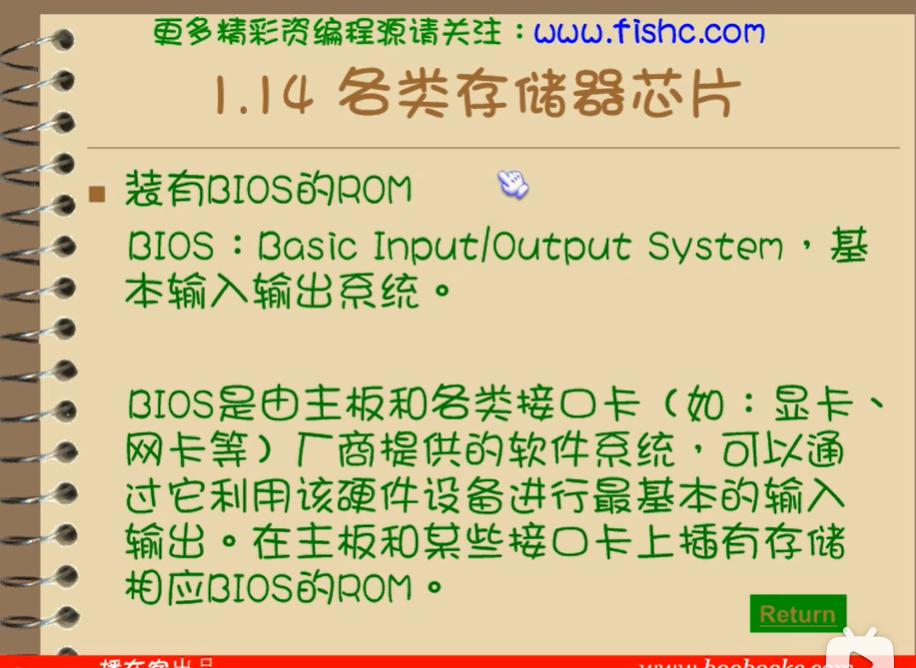 更多精彩资编程源请关注：www.fishc.com
1.14 各类存储器芯片
装有BIOS的ROM
BIOS：Basic Input/Output System，基
本输入输出系统。
BIOS是由主板和各类接口卡（如：显卡、
网卡等）厂商提供的软件系统，可以通
过它利用该硬件设备进行最基本的输入
输出。在主板和某些接口卡上插有存储
相应BIOS的ROM。
Return